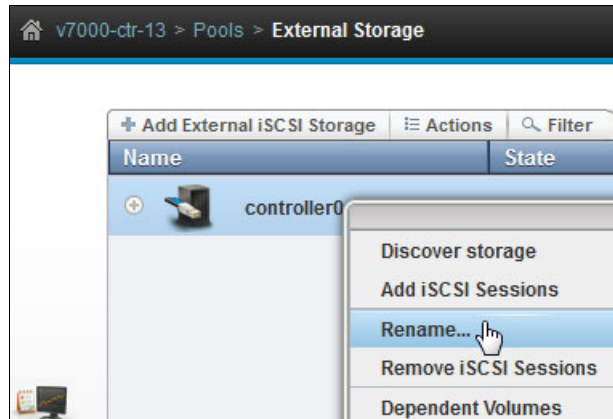 v7000-ctr-13 > Pools > External Storage
Add External iSCSI Storage Actions Filter
Name State
controller0
Discover storage
Add iSCSI Sessions
Rename...
Remove iSCSI Sessions
Dependent Volumes